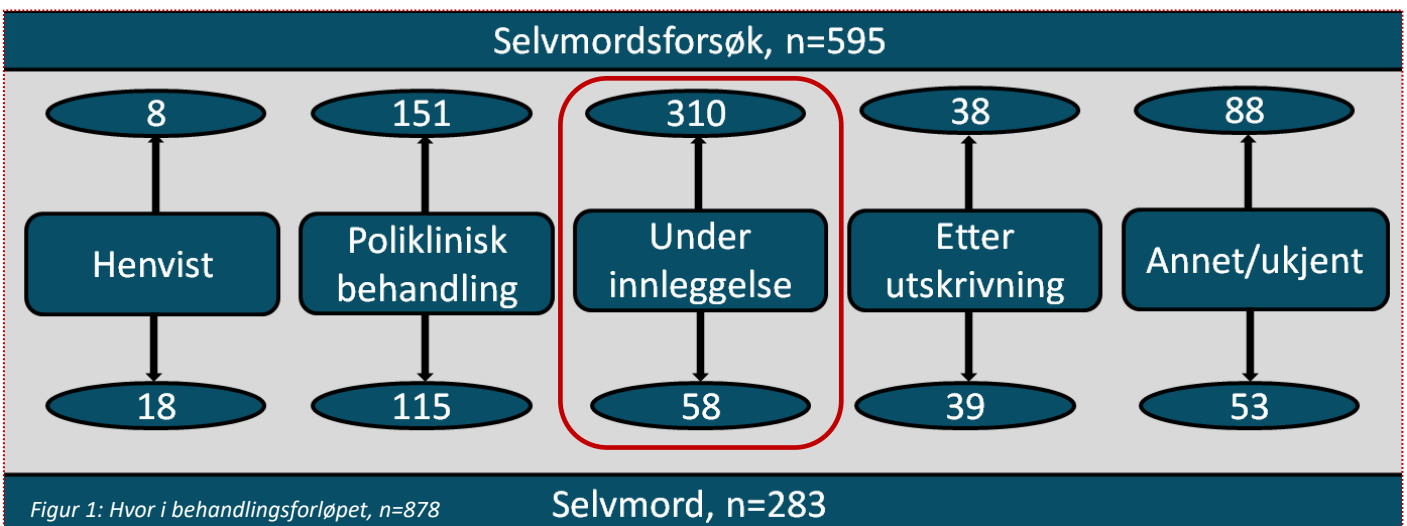 Selvmordsforsøk, n=595
8
151
310
38
88
Henvist
Poliklinisk
behandling
Under
innleggelse
Etter
utskrivning
Annet/ukjent
18
115
58
39
53
Figur 1: Hvor i behandlingsforløpet, n=878
Selvmord, n=283